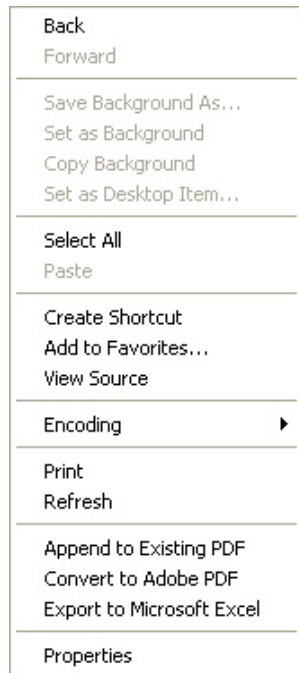 Back
Forward
Save Background As...
Set as Background
Copy Background
Set as Desktop Item...
Select All
Paste
Create Shortcut
Add to Favorites...
View Source
Encoding
Print
Refresh
Append to Existing PDF
Convert to Adobe PDF
Export to Microsoft Excel
Properties